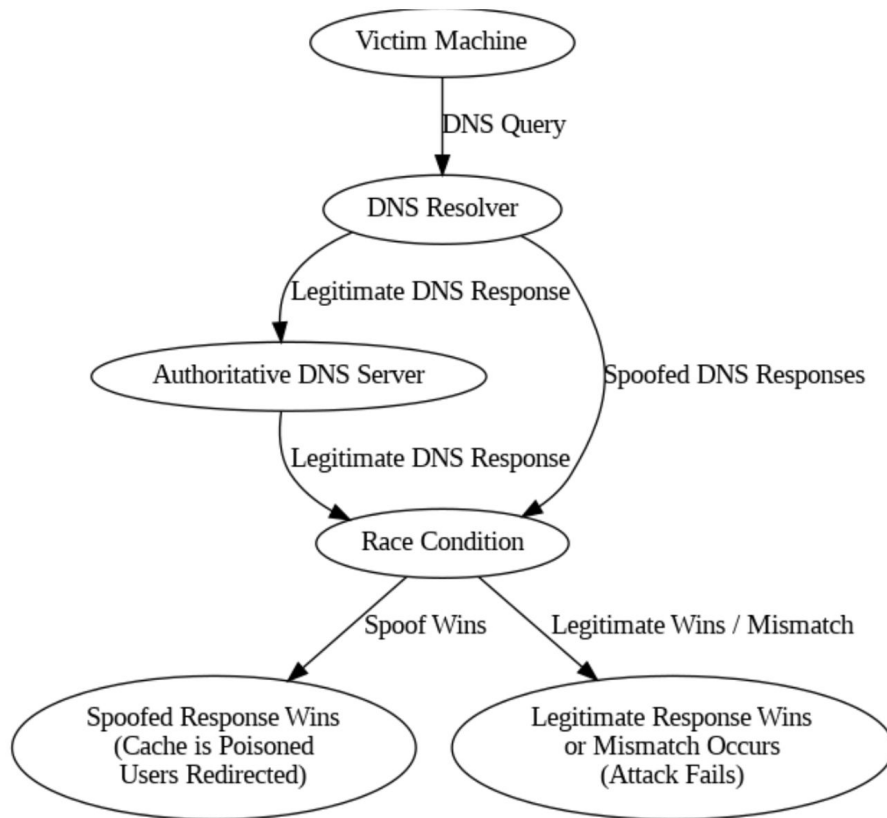 Victim Machine
DNS Query
DNS Resolver
Legitimate DNS Response
Authoritative DNS Server
Spoofed DNS Responses
Legitimate DNS Response
Race Condition
Spoof Wins
Legitimate Wins / Mismatch
Spoofed Response Wins
(Cache is Poisoned
Users Redirected)
Legitimate Response Wins
or Mismatch Occurs
(Attack Fails)